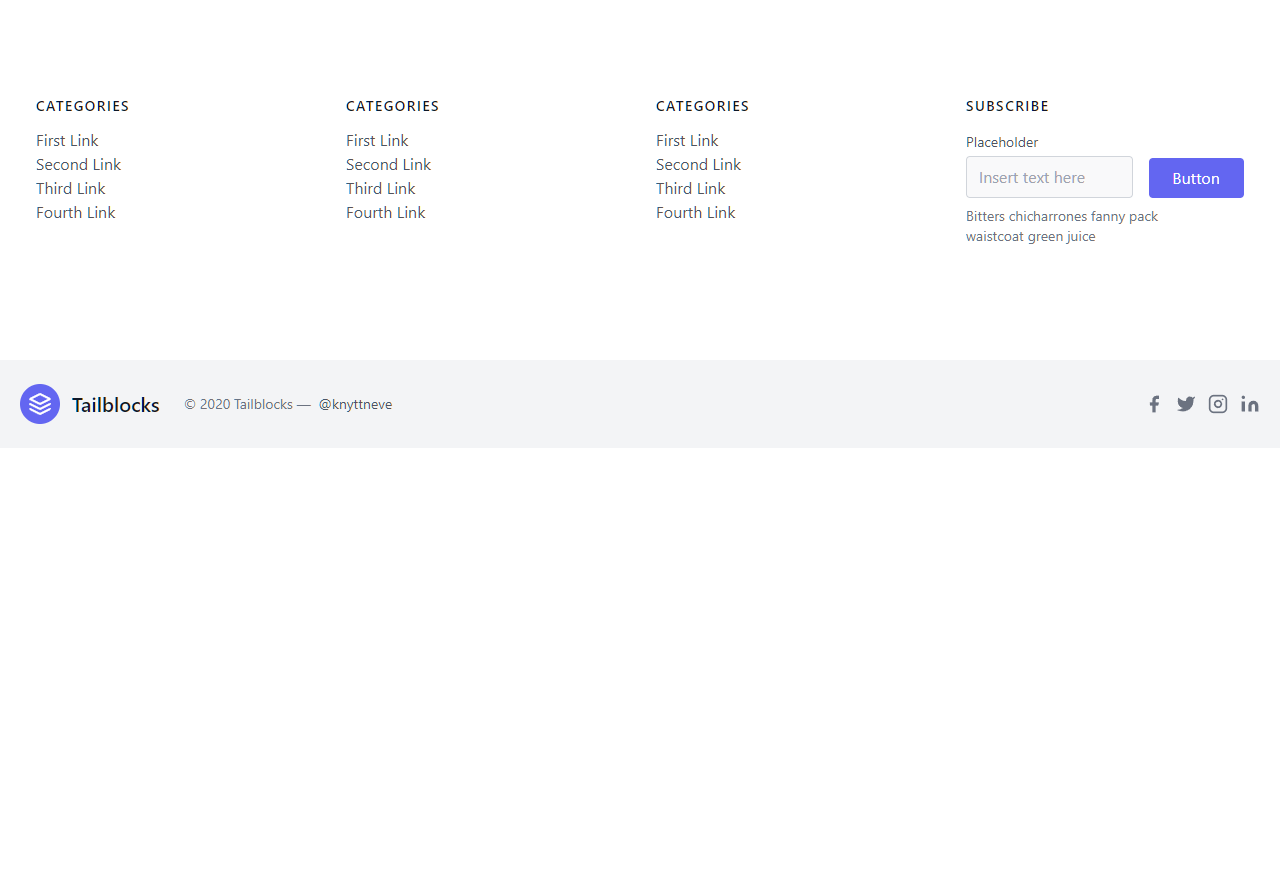 CATEGORIES
First Link
Second Link
Third Link
Fourth Link
CATEGORIES
First Link
Second Link
Third Link
Fourth Link
CATEGORIES
First Link
Second Link
Third Link
Fourth Link
SUBSCRIBE
Placeholder
Insert text here
Button
Bitters chicharrones fanny pack
waistcoat green juice
Tailblocks
© 2020 Tailblocks — @knyttneve